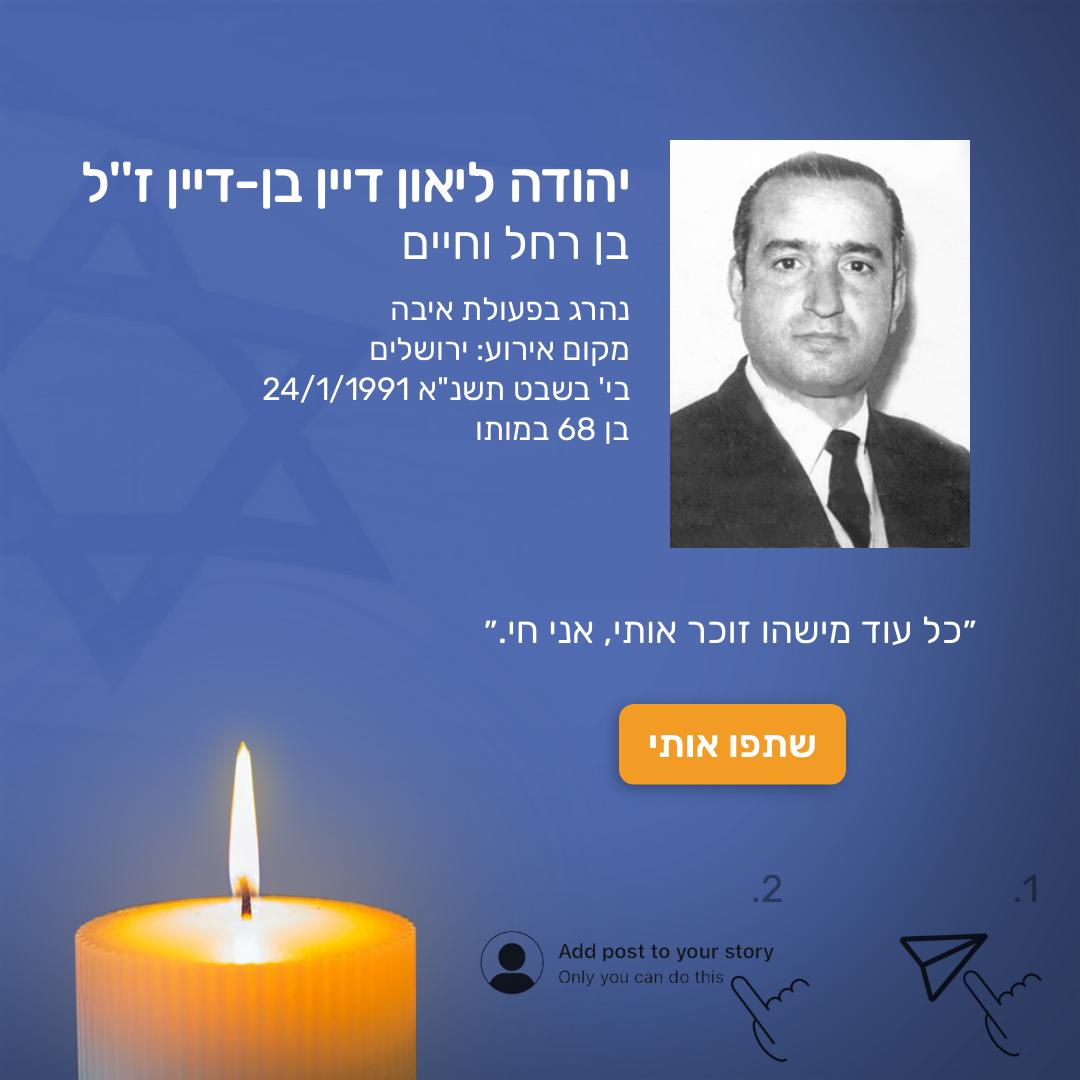 יהודה ליאון דיין בן-דיין ז"ל
בן רחל וחיים
נהרג בפעולת איבה
מקום אירוע: ירושלים
בי' בשבט תשנ"א 24/1/1991
בן 68 במותו
״כל עוד מישהו זוכר אותי, אני חי.״
שתפו אותי
1.
2.
Add post to your story
Only you can do this